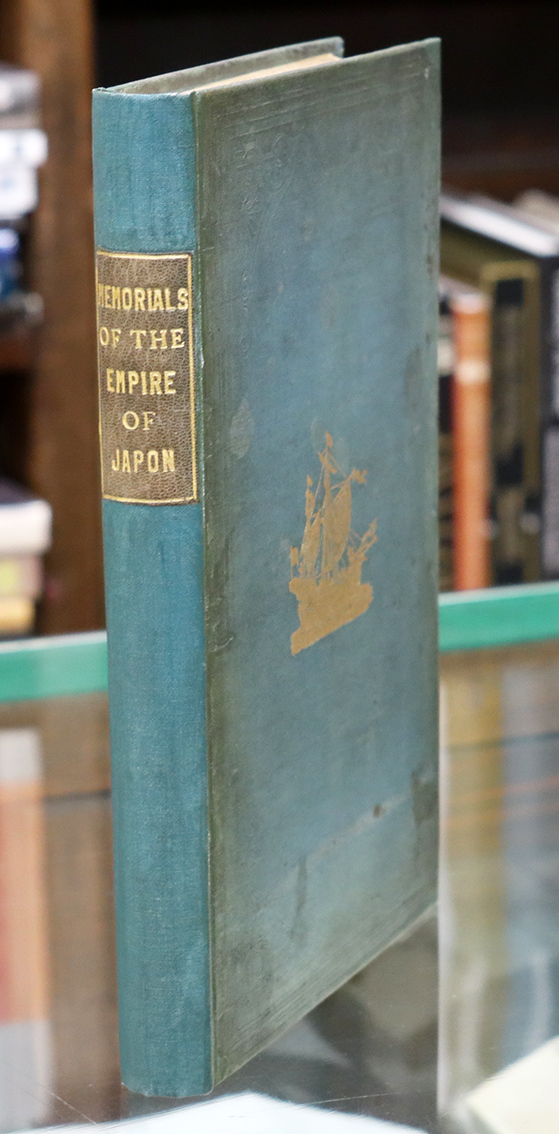 MEMORIALS
OF THE
EMPIRE
OF
JAPON